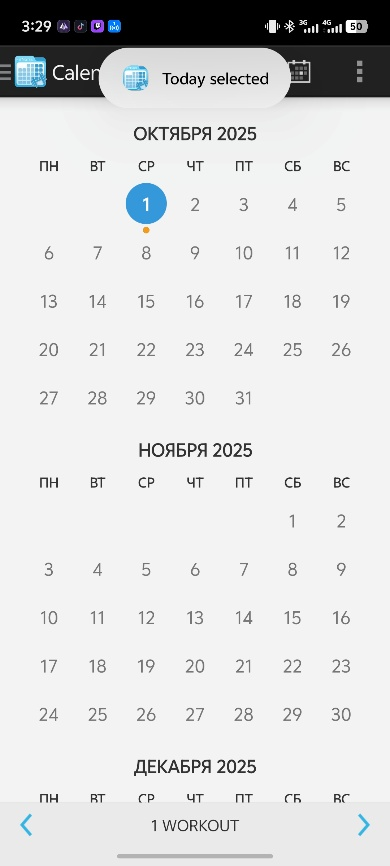 3:29 3G 4G 50
Calen
Today selected
ОКТЯБРЯ 2025
ПН ВТ СР ЧТ ПТ СБ ВС
1 2 3 4 5
6 7 8 9 10 11 12
13 14 15 16 17 18 19
20 21 22 23 24 25 26
27 28 29 30 31
НОЯБРЯ 2025
ПН ВТ СР ЧТ ПТ СБ ВС
1 2
3 4 5 6 7 8 9
10 11 12 13 14 15 16
17 18 19 20 21 22 23
24 25 26 27 28 29 30
ДЕКАБРЯ 2025
ПН ВТ СР ЧТ ПТ СБ ВС
1 WORKOUT